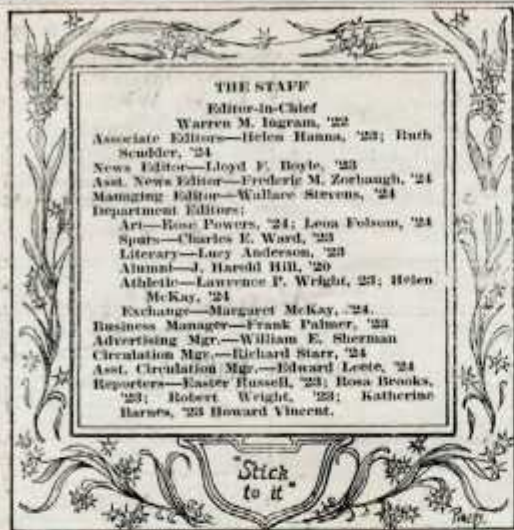 THE STAFF
Editor-in-Chief
Warren M. Ingram, '22
Associate Editors—Helen Hanna, '23; Ruth
Scudder, '24
News Editor—Lloyd F. Boyle, '23
Asst. News Editor—Frederic M. Zorbaugh, '24
Managing Editor—Wallace Stevens, '24
Department Editors:
Art—Rose Powers, '24; Leona Folsom, '24
Spurs—Charles E. Ward, '23
Literary—Lucy Anderson, '23
Alumni—J. Harold Hill, '20
Athletic—Lawrence P. Wright, 23; Helen
McKay, '24
Exchange—Margaret McKay, '24.
Business Manager—Frank Palmer, '23
Advertising Mgr.—William E. Sherman
Circulation Mgr.—Richard Starr, '24
Asst. Circulation Mgr.—Edward Leete, '24
Reporters—Easter Russell, '23; Rosa Brooks,
'23; Robert Wright, '23; Katherine
Barnes, '23 Howard Vincent.
"Stick
to it"